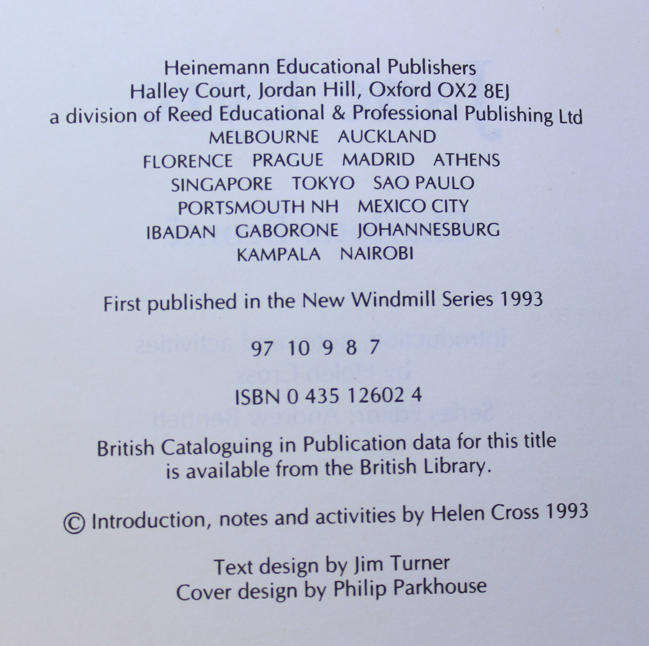 Heinemann Educational Publishers
Halley Court, Jordan Hill, Oxford OX2 8EJ
a division of Reed Educational & Professional Publishing Ltd
MELBOURNE AUCKLAND
FLORENCE PRAGUE MADRID ATHENS
SINGAPORE TOKYO SAO PAULO
PORTSMOUTH NH MEXICO CITY
IBADAN GABORONE JOHANNESBURG
KAMPALA NAIROBI
First published in the New Windmill Series 1993
97 10 9 8 7
ISBN 0 435 12602 4
British Cataloguing in Publication data for this title
is available from the British Library.
© Introduction, notes and activities by Helen Cross 1993
Text design by Jim Turner
Cover design by Philip Parkhouse